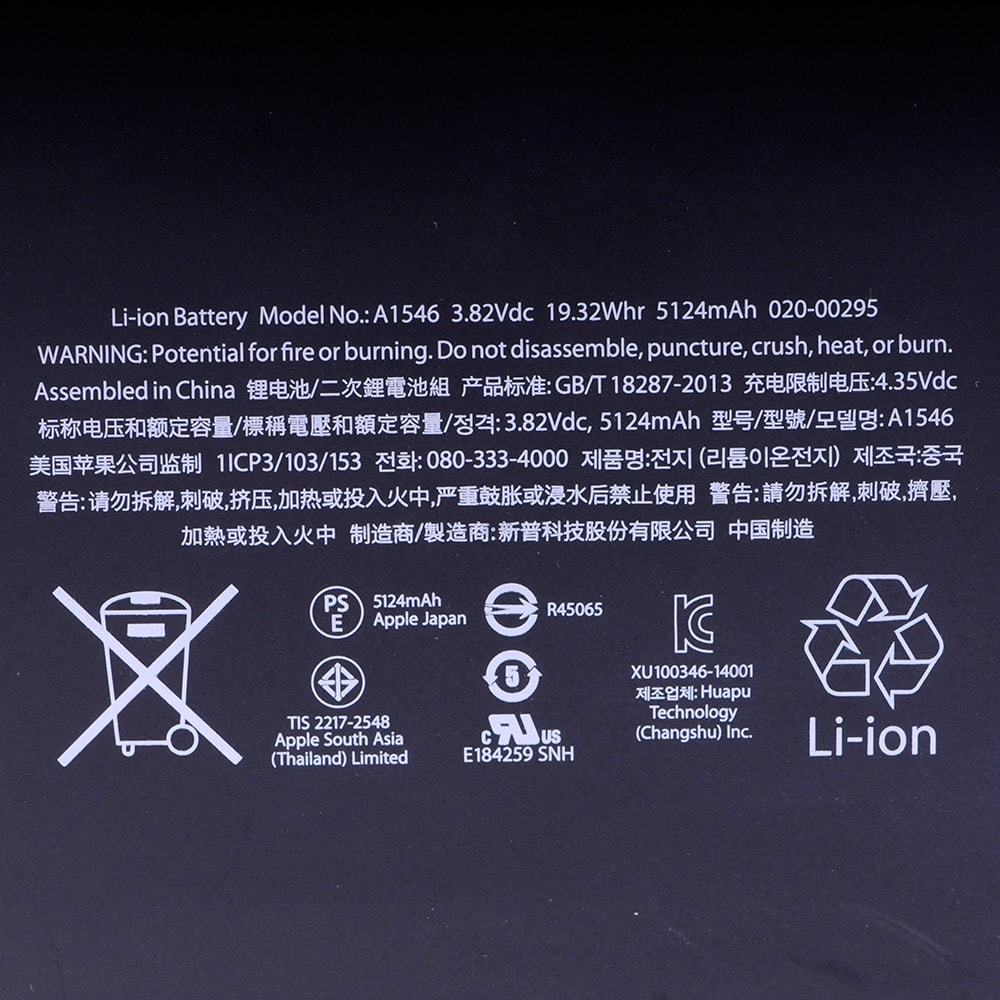 Li-ion Battery Model No.: A1546 3.82Vdc 19.32Whr 5124mAh 020-00295
WARNING: Potential for fire or burning. Do not disassemble, puncture, crush, heat, or burn.
Assembled in China 锂电池/二次鋰電池組 产品标准: GB/T 18287-2013 充电限制电压:4.35Vdc
标称电压和额定容量/標稱電壓和額定容量/정격: 3.82Vdc, 5124mAh 型号/型號/모델명: A1546
美国苹果公司监制 1ICP3/103/153 전화: 080-333-4000 제품명:전지 (리튬이온전지) 제조국:중국
警告: 请勿拆解,刺破,挤压,加热或投入火中,严重鼓胀或浸水后禁止使用 警告: 請勿拆解,刺破,擠壓,
加熱或投入火中 制造商/製造商: 新普科技股份有限公司 中国制造
PS
E
5124mAh
Apple Japan
R45065
TIS 2217-2548
Apple South Asia
(Thailand) Limited
5
c RU US
E184259 SNH
KC
XU100346-14001
제조업체: Huapu
Technology
(Changshu) Inc.
Li-ion